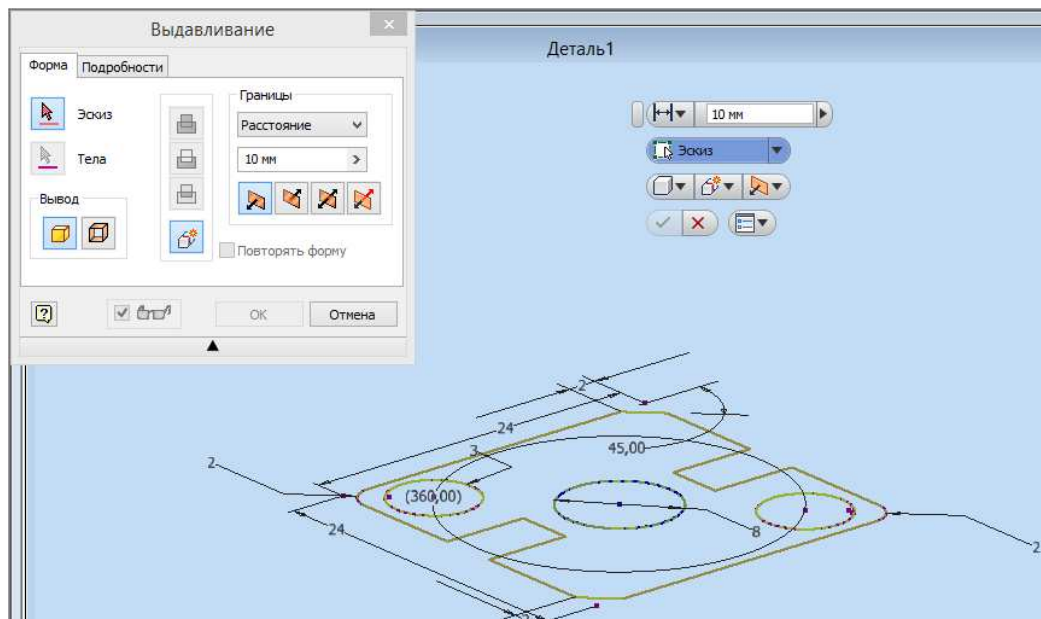 Выдавливание
Деталь1
Форма
Подробности
Эскиз
Тела
Вывод
Границы
Расстояние
10 мм
Повторять форму
ОК
Отмена
10 мм
Эскиз
2
24
45,00
3
2
(360,00)
24
8
2